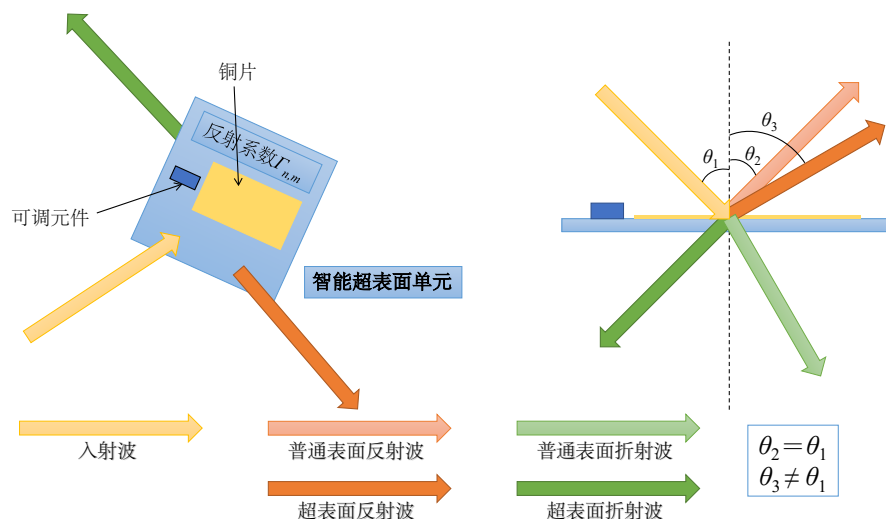 铜片
反射系数Γn,m
可调元件
智能超表面单元
θ1
θ2
θ3
入射波
普通表面反射波
普通表面折射波
超表面反射波
超表面折射波
θ2=θ1
θ3≠θ1